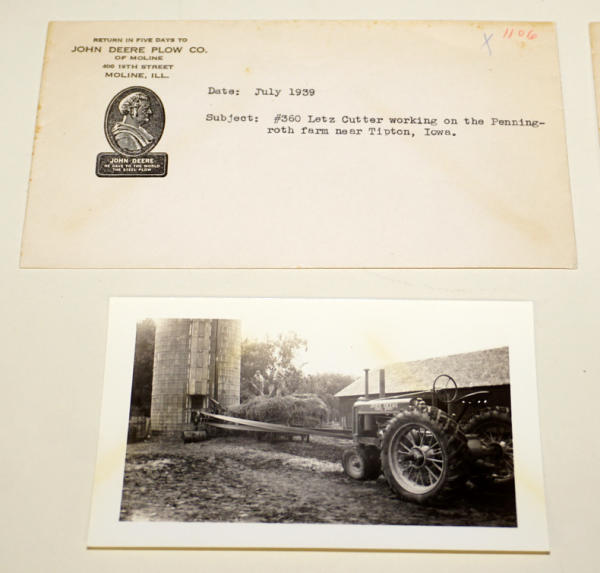 RETURN IN FIVE DAYS TO
JOHN DEERE PLOW CO.
OF MOLINE
400 19TH STREET
MOLINE, ILL.
X 1106
Date: July 1939
Subject: #360 Letz Cutter working on the Penning-
roth farm near Tipton, Iowa.
JOHN DEERE
HE GAVE TO THE WORLD
THE STEEL PLOW
JOHN DEERE